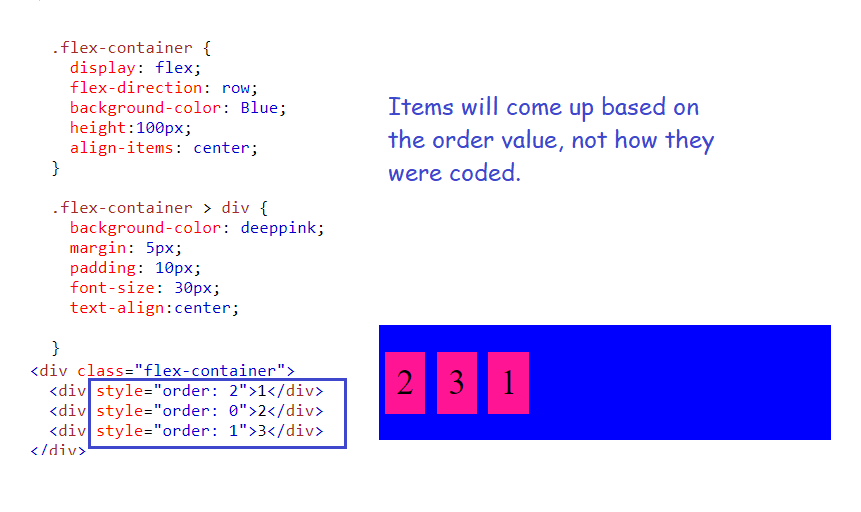 .flex-container {
display: flex;
flex-direction: row;
background-color: Blue;
height:100px;
align-items: center;
}
.flex-container > div {
background-color: deeppink;
margin: 5px;
padding: 10px;
font-size: 30px;
text-align:center;
}
<div class="flex-container">
<div style="order: 2">1</div>
<div style="order: 0">2</div>
<div style="order: 1">3</div>
</div>
Items will come up based on
the order value, not how they
were coded.
2 3 1